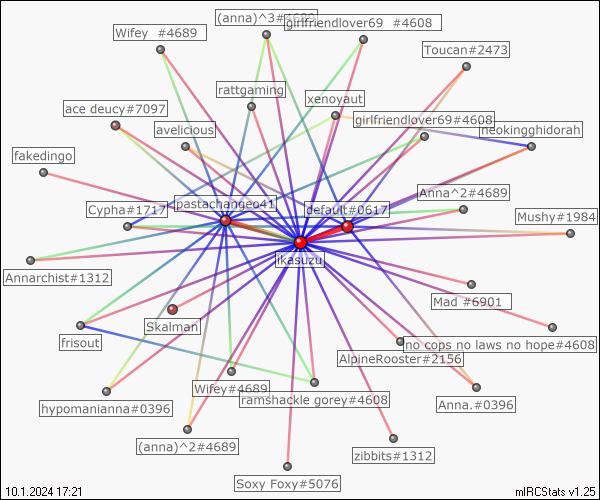 (anna)^3#4689
girlfriendlover69 #4608
Wifey #4689
Toucan#2473
rattgaming
xenoyaut
ace deucy#7097
girlfriendlover69#4608
avelicious
neokingghidorah
fakedingo
Anna^2#4689
pastachangeo41
default#0617
Cypha#1717
Mushy#1984
ikasuzu
Annarchist#1312
Mad #6901
Skalman
frisout
no cops no laws no hope#4608
AlpineRooster#2156
Wifey#4689
ramshackle gorey#4608
hypomanianna#0396
Anna.#0396
(anna)^2#4689
zibbits#1312
Soxy Foxy#5076
10.1.2024 17:21
mIRCStats v1.25